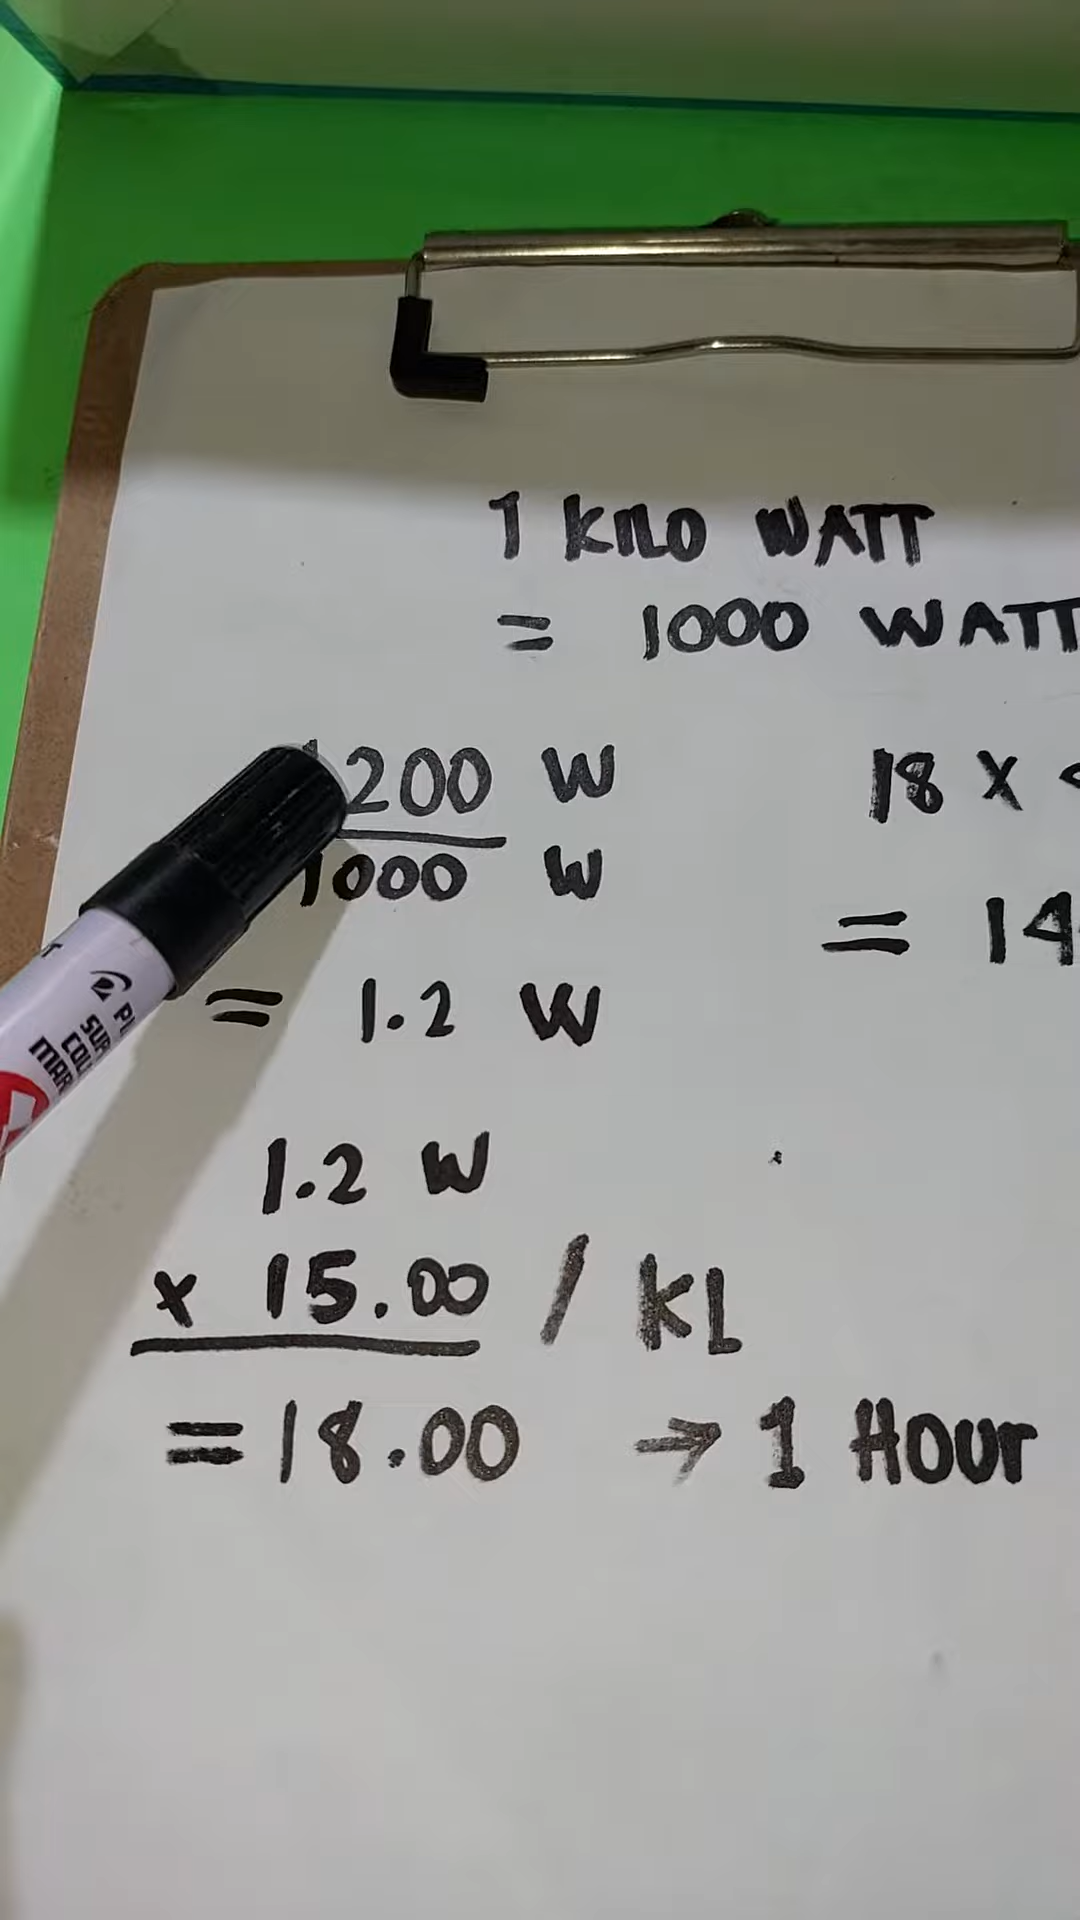 1 KILO WATT
= 1000 WATT
1200 W
1000 W
= 1.2 W
1.2 W
x 15.00 / KL
= 18.00 → 1 HOUR
18 X
= 14